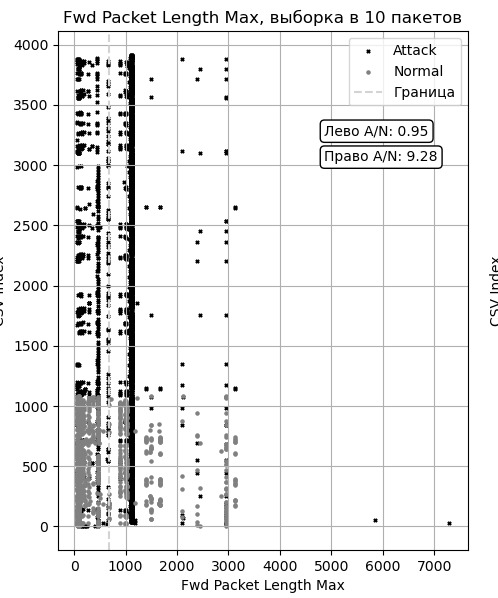 Fwd Packet Length Max, выборка в 10 пакетов
4000
3500
3000
2500
2000
1500
1000
500
0
Attack
Normal
Граница
Лево A/N: 0.95
Право A/N: 9.28
CSV Index
0 1000 2000 3000 4000 5000 6000 7000
Fwd Packet Length Max